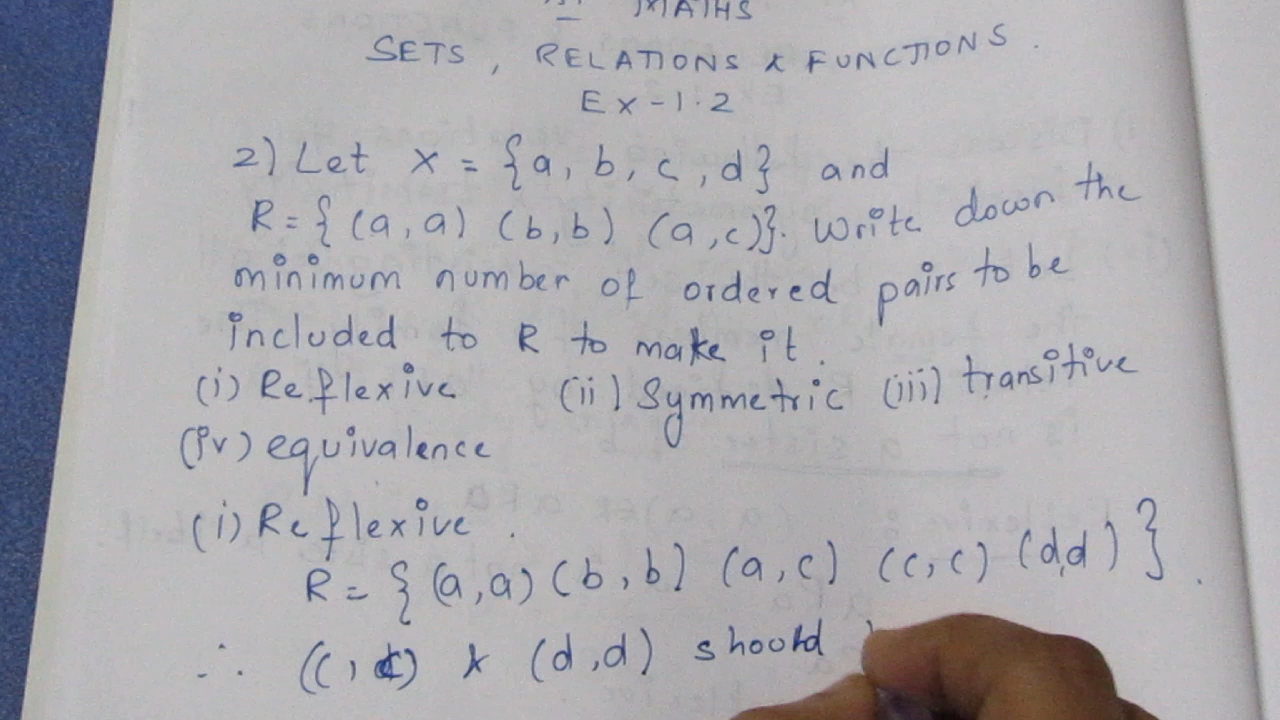 MATHS
SETS, RELATIONS & FUNCTIONS.
Ex-1.2
2) Let X = {a, b, c, d} and
R = { (a, a) (b, b) (a, c)}. Write down the
minimum number of ordered pairs to be
included to R to make it.
(i) Reflexive (ii) Symmetric (iii) transitive
(iv) equivalence
(i) Reflexive.
R = { (a, a) (b, b) (a, c) (c, c) (d, d) }.
∴ (c, c) & (d, d) should